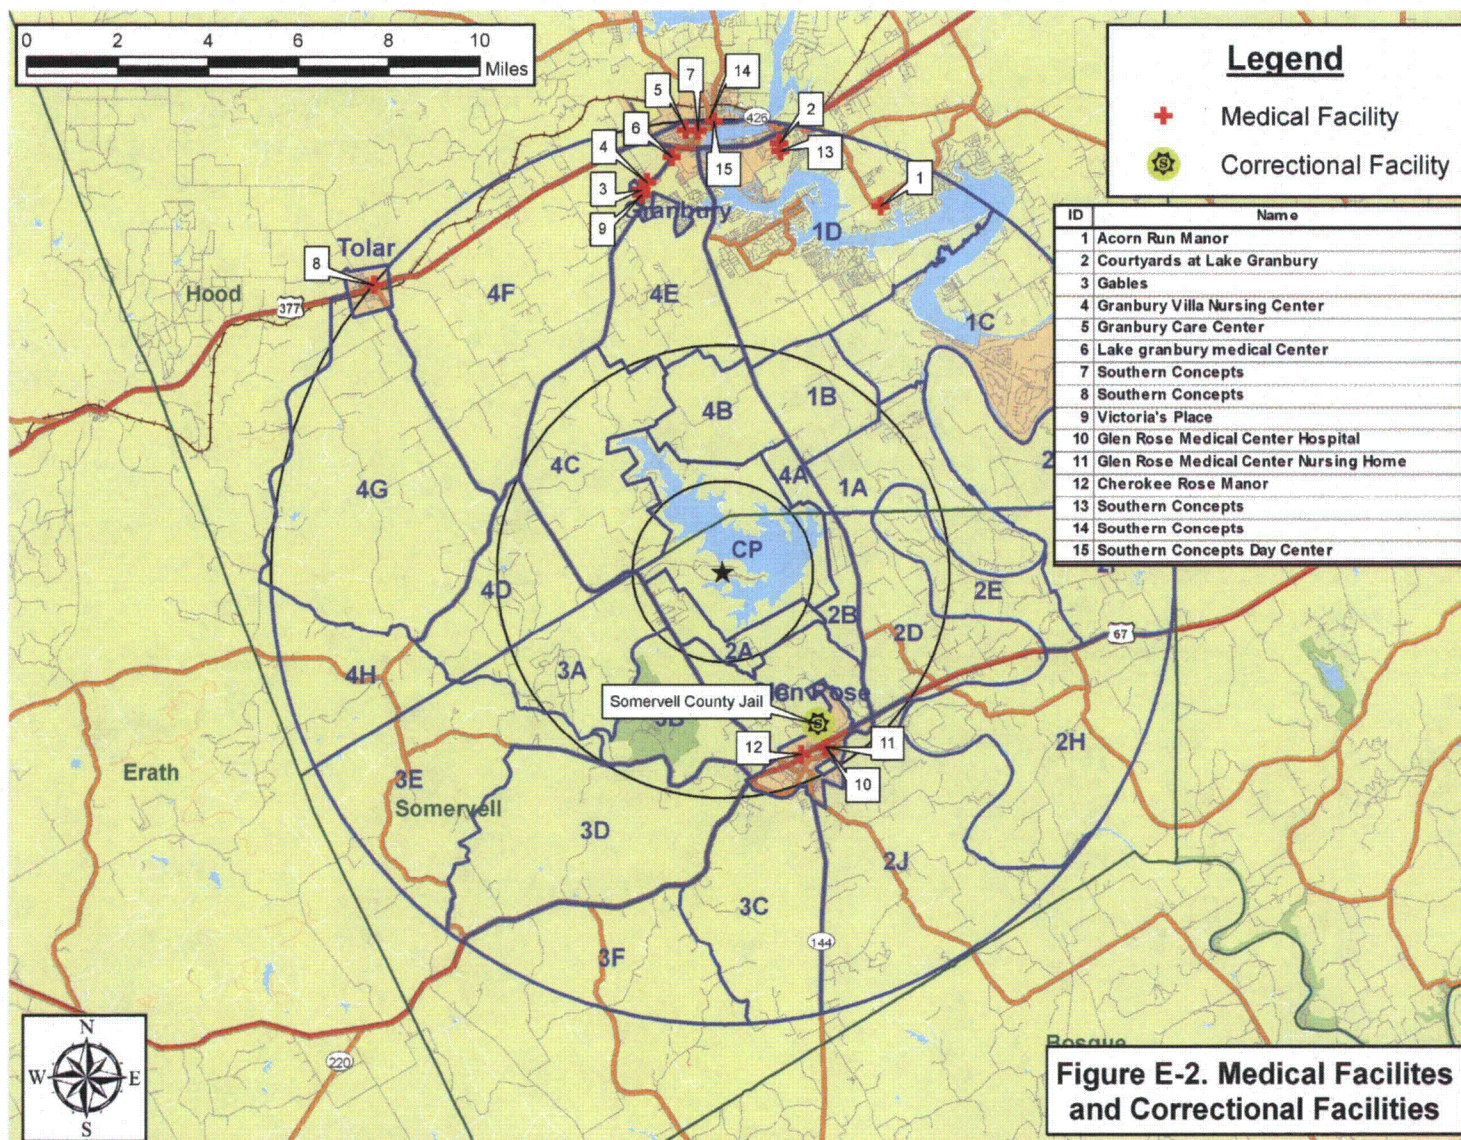 0 2 4 6 8 10
Miles
Legend
Medical Facility
S Correctional Facility
ID Name
1 Acorn Run Manor
2 Courtyards at Lake Granbury
3 Gables
4 Granbury Villa Nursing Center
5 Granbury Care Center
6 Lake granbury medical Center
7 Southern Concepts
8 Southern Concepts
9 Victoria's Place
10 Glen Rose Medical Center Hospital
11 Glen Rose Medical Center Nursing Home
12 Cherokee Rose Manor
13 Southern Concepts
14 Southern Concepts
15 Southern Concepts Day Center
7
14
5
426
2
6
4
15
13
3
1
Granbury
9
1D
Tolar
8
Hood
377
4F
4E
1C
4B
1B
4C
4A
4G
1A
2
CP
4D
2E
2B
2D
67
2A
3A
4H
len Rose
Somervell County Jail
3B
S
12
11
2H
10
Erath
3E
Somervell
3D
2J
3C
144
3F
N
W E
S
220
Bosque
Figure E-2. Medical Facilites
and Correctional Facilities